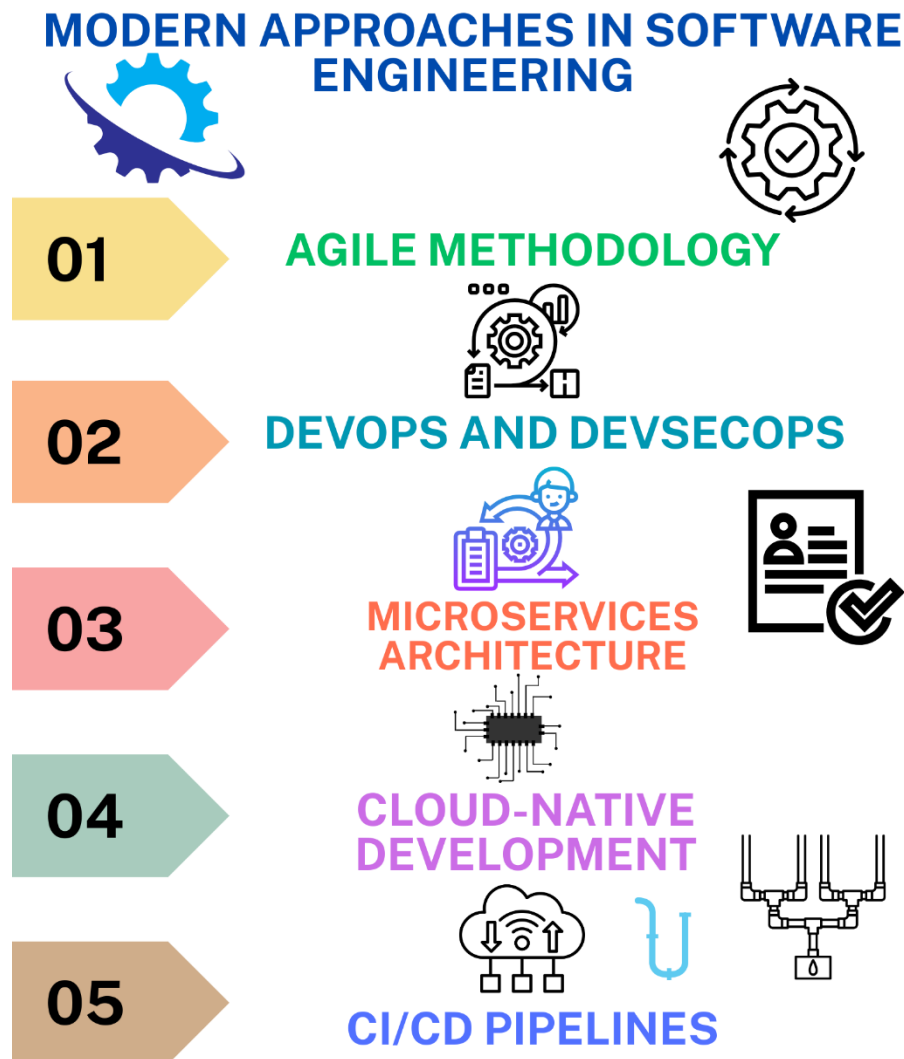 MODERN APPROACHES IN SOFTWARE
ENGINEERING
01
AGILE METHODOLOGY
02
DEVOPS AND DEVSECOPS
03
MICROSERVICES
ARCHITECTURE
04
CLOUD-NATIVE
DEVELOPMENT
05
CI/CD PIPELINES